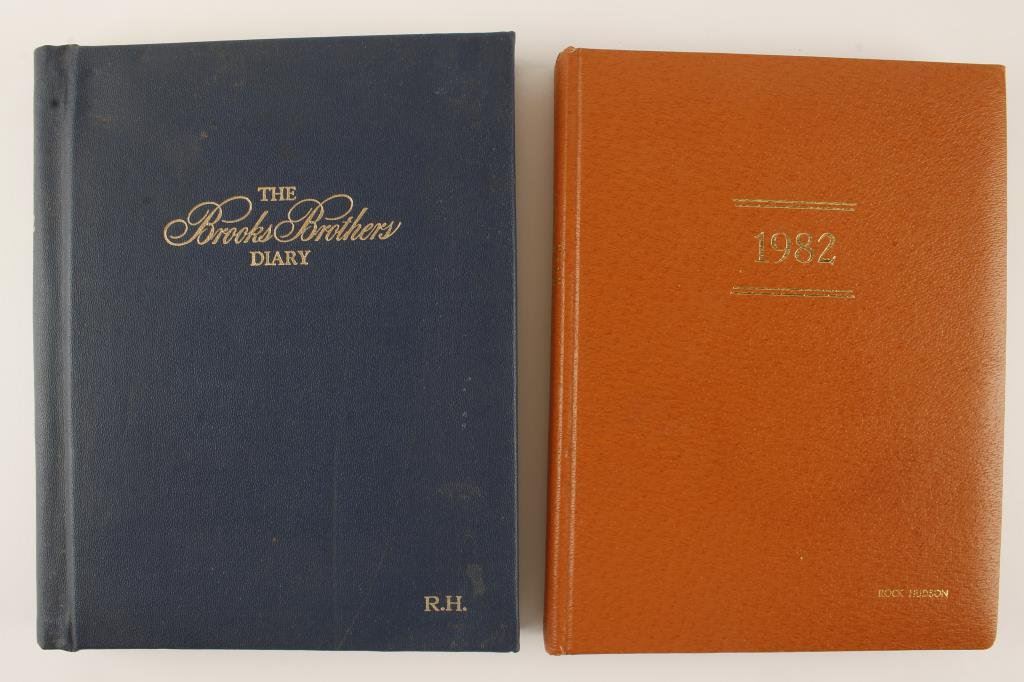 THE
Brooks Brothers
DIARY
R.H.
1982
ROCK HUDSON